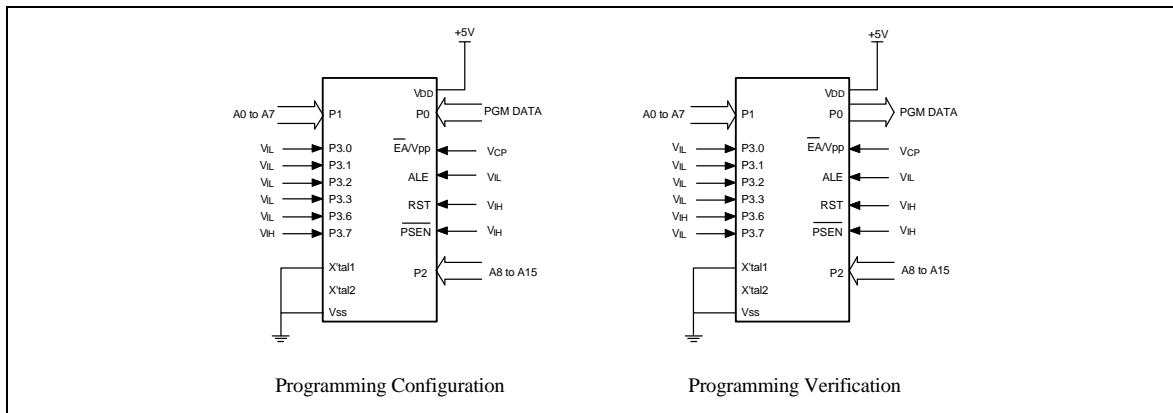 +5V
VDD
A0 to A7
P1
P0
PGM DATA
VIL
P3.0
EA/Vpp
VCP
VIL
P3.1
VIL
P3.2
ALE
VIL
VIL
P3.3
RST
VIH
VIL
P3.6
VIH
P3.7
PSEN
VIH
X'tal1
P2
A8 to A15
X'tal2
Vss
Programming Configuration
+5V
VDD
A0 to A7
P1
P0
PGM DATA
VIL
P3.0
EA/Vpp
VCP
VIL
P3.1
VIL
P3.2
ALE
VIL
VIL
P3.3
RST
VIH
VIH
P3.6
VIL
P3.7
PSEN
VIH
X'tal1
P2
A8 to A15
X'tal2
Vss
Programming Verification